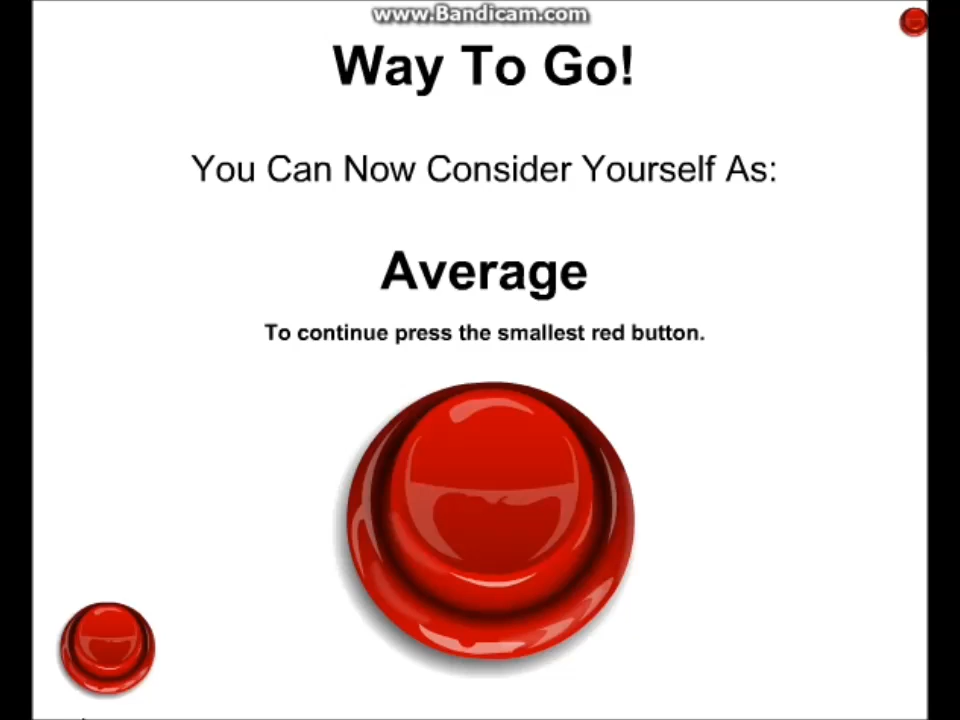 www.Bandicam.com
Way To Go!
You Can Now Consider Yourself As:
Average
To continue press the smallest red button.